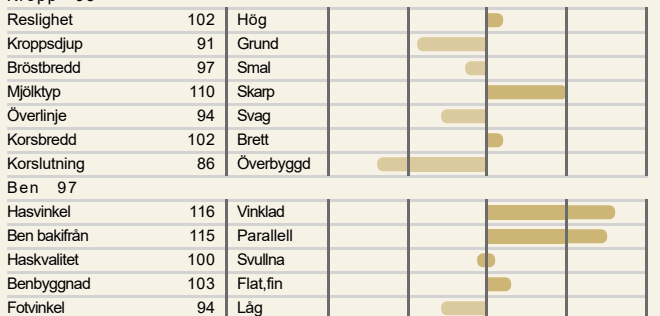 Reslighet 102 Hög
Kroppsdjup 91 Grund
Bröstbredd 97 Smal
Mjölktyp 110 Skarp
Överlinje 94 Svag
Korsbredd 102 Brett
Korslutning 86 Överbyggd
Ben 97
Hasvinkel 116 Vinklad
Ben bakifrån 115 Parallell
Haskvalitet 100 Svullna
Benbyggnad 103 Flat,fin
Fotvinkel 94 Låg